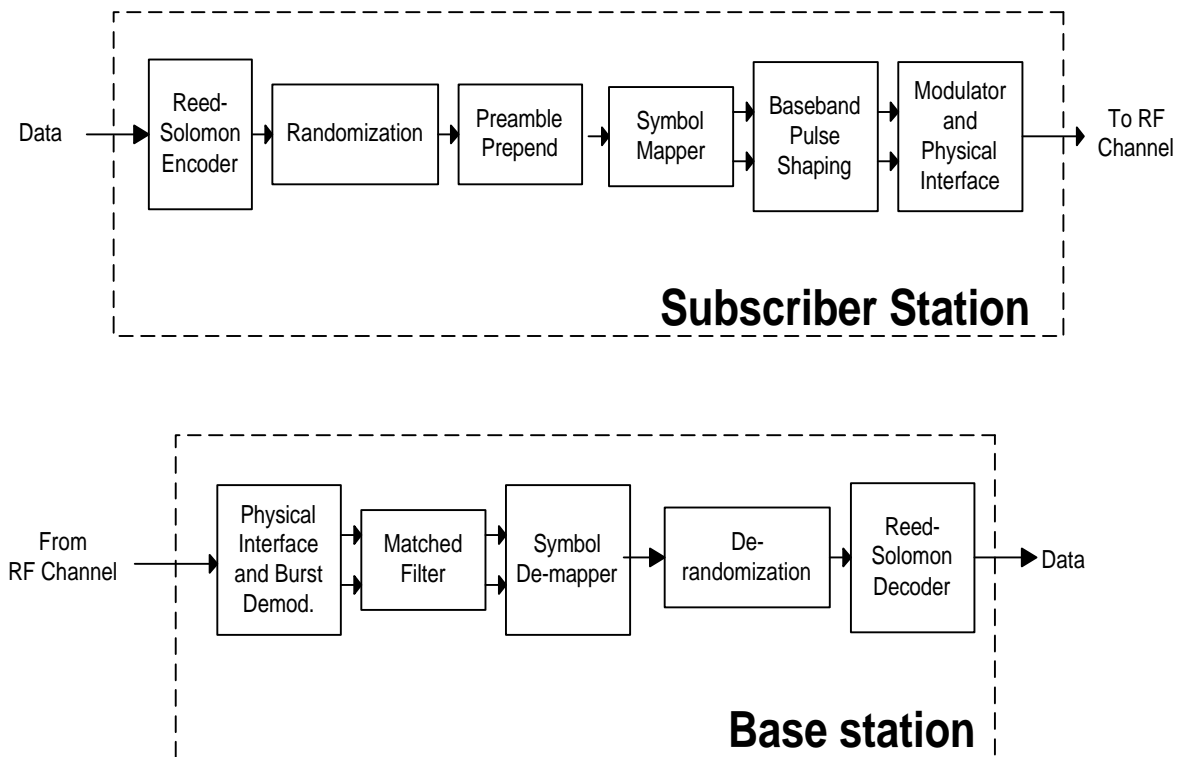 Data
Reed-
Solomon
Encoder
Randomization
Preamble
Prepend
Symbol
Mapper
Baseband
Pulse
Shaping
Modulator
and
Physical
Interface
To RF
Channel
Subscriber Station
From
RF Channel
Physical
Interface
and Burst
Demod.
Matched
Filter
Symbol
De-mapper
De-
randomization
Reed-
Solomon
Decoder
Data
Base station